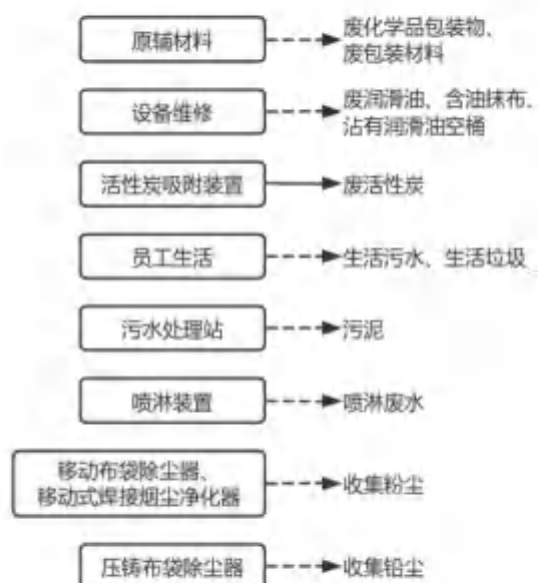 原辅材料
废化学品包装物、
废包装材料
设备维修
废润滑油、含油抹布、
沾有润滑油空桶
活性炭吸附装置
废活性炭
员工生活
生活污水、生活垃圾
污水处理站
污泥
喷淋装置
喷淋废水
移动布袋除尘器、
移动式焊接烟尘净化器
收集粉尘
压铸布袋除尘器
收集铅尘